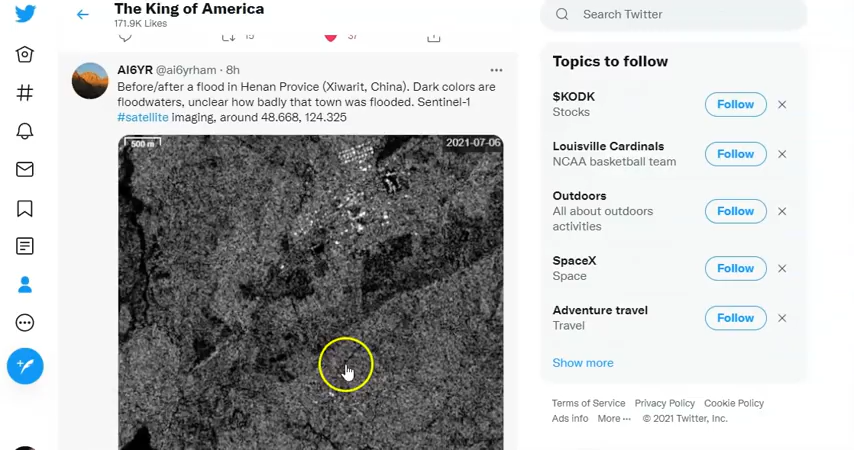 The King of America
171.9K Likes
15
37
AI6YR @ai6yrham · 8h
Before/after a flood in Henan Provice (Xiwarit, China). Dark colors are
floodwaters, unclear how badly that town was flooded. Sentinel-1
#satellite imaging, around 48.668, 124.325
500 m
2021-07-06
Search Twitter
Topics to follow
$KODK
Stocks
Follow
Louisville Cardinals
NCAA basketball team
Follow
Outdoors
All about outdoors
activities
Follow
SpaceX
Space
Follow
Adventure travel
Travel
Follow
Show more
Terms of Service Privacy Policy Cookie Policy
Ads info More ··· © 2021 Twitter, Inc.